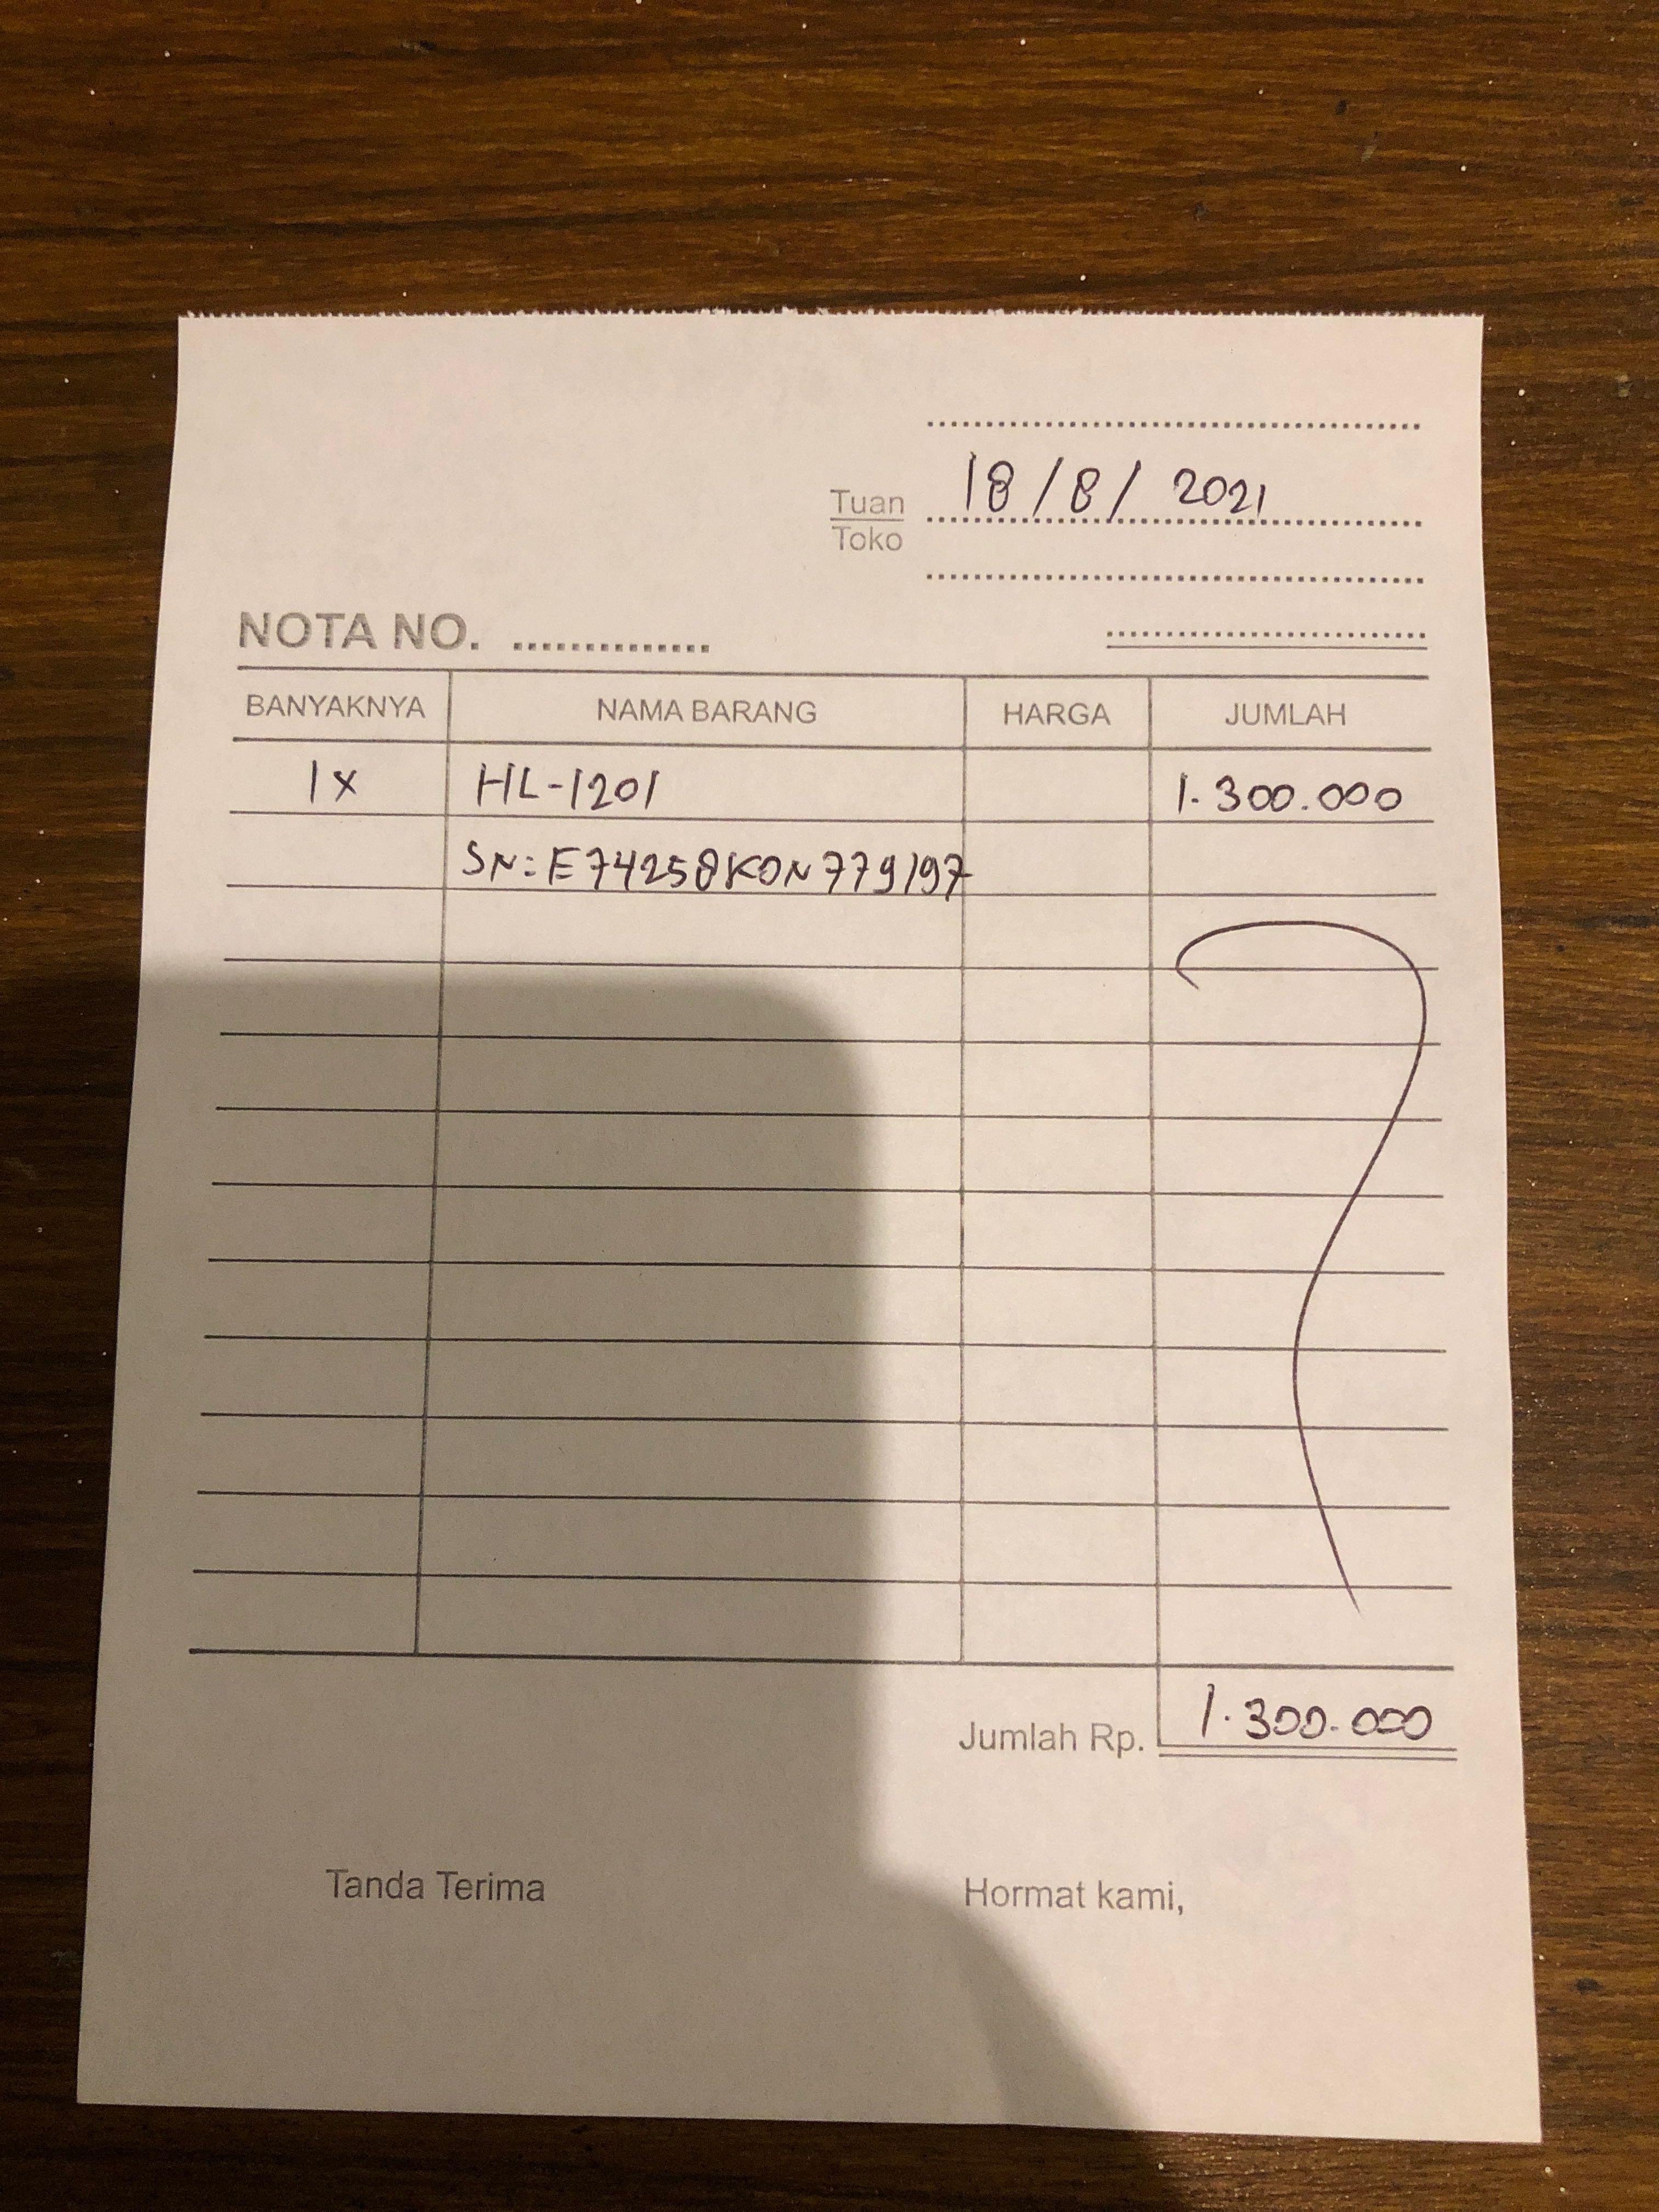 18/8/2021
Tuan
Toko
NOTA NO. ..............
BANYAKNYA NAMA BARANG HARGA JUMLAH
1x HL-1201 1.300.000
SN: E74258K0N779197
Jumlah Rp. 1.300.000
Tanda Terima Hormat kami,